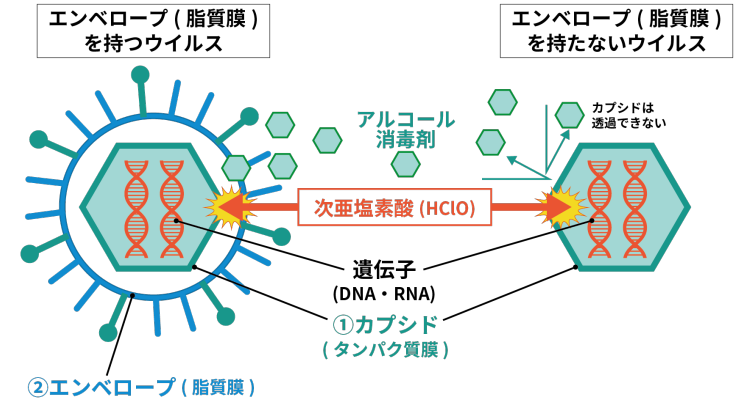 エンベロープ ( 脂質膜 )
を持つウイルス
エンベロープ ( 脂質膜 )
を持たないウイルス
アルコール
消毒剤
カプシドは
透過できない
次亜塩素酸 (HClO)
遺伝子
(DNA・RNA)
①カプシド
( タンパク質膜 )
②エンベロープ ( 脂質膜 )